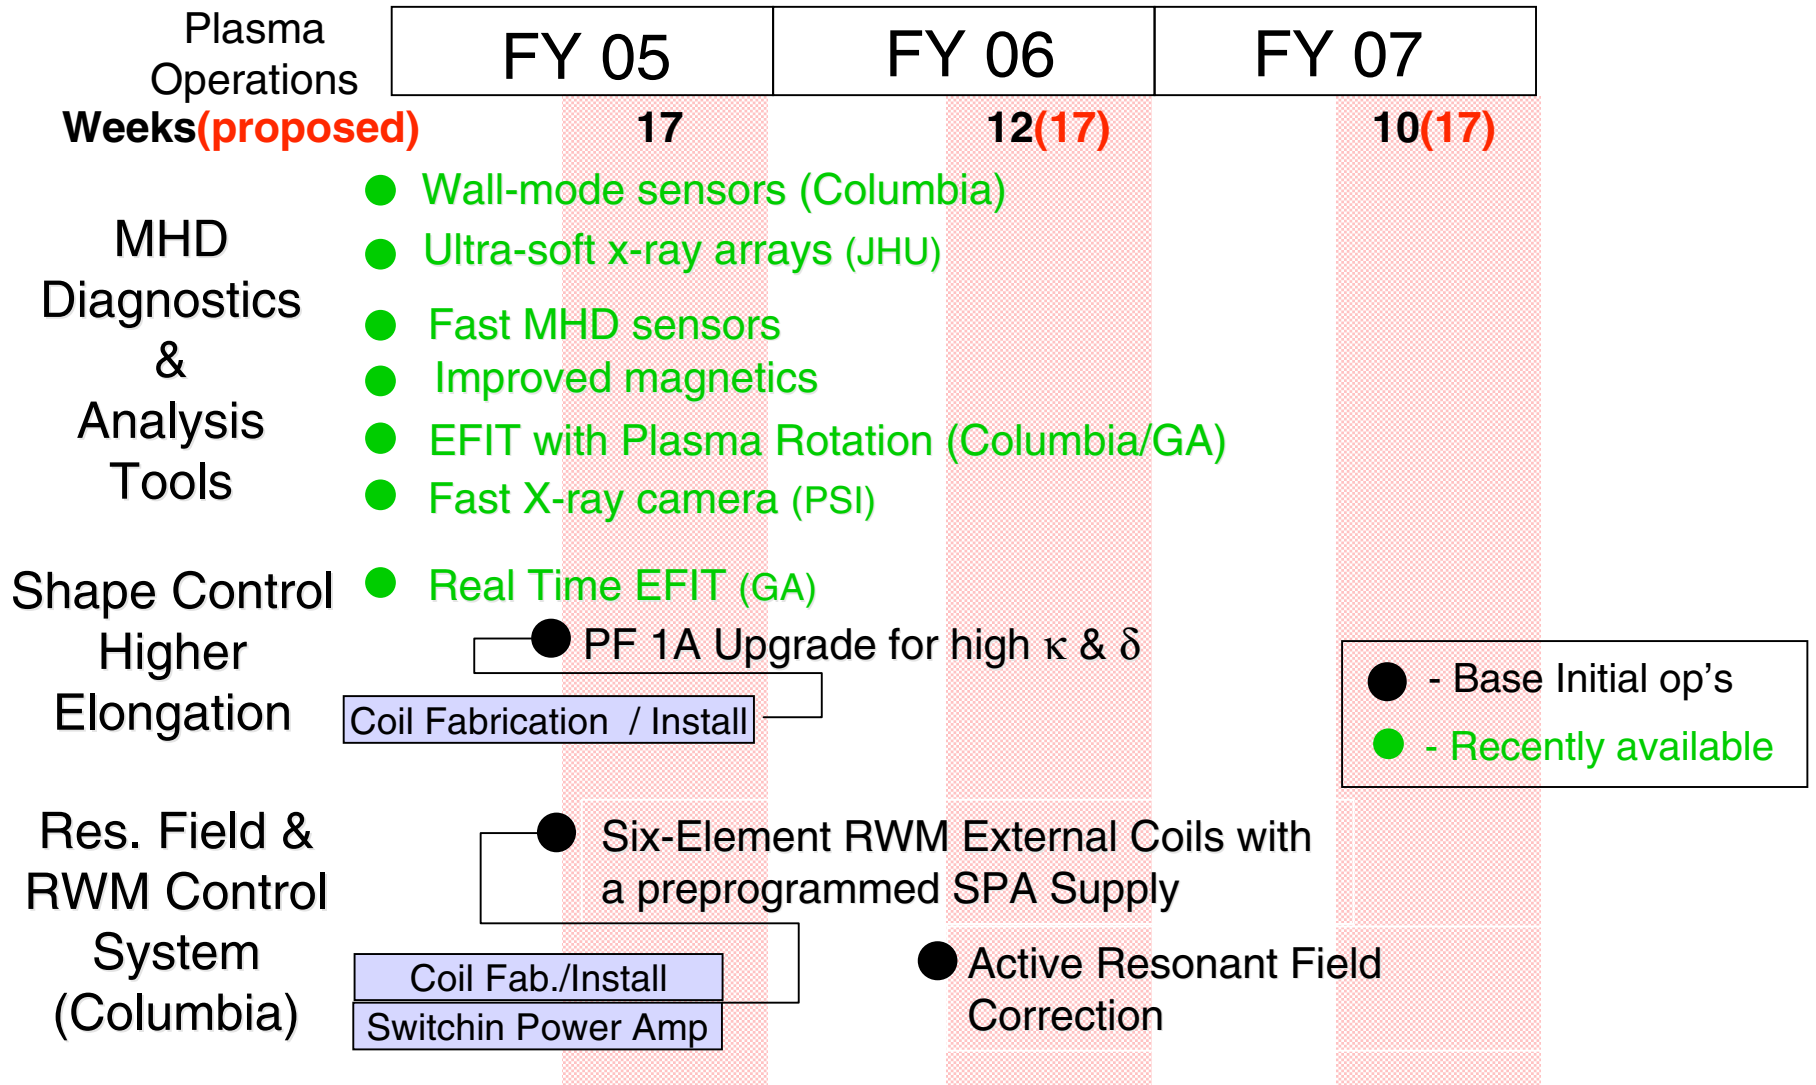 Plasma
Operations
FY 05
FY 06
FY 07
Weeks(proposed)
17
12(17)
10(17)
MHD
Diagnostics
&
Analysis
Tools
Wall-mode sensors (Columbia)
Ultra-soft x-ray arrays (JHU)
Fast MHD sensors
Improved magnetics
EFIT with Plasma Rotation (Columbia/GA)
Fast X-ray camera (PSI)
Shape Control
Higher
Elongation
Real Time EFIT (GA)
PF 1A Upgrade for high κ & δ
Coil Fabrication / Install
- Base Initial op’s
- Recently available
Res. Field &
RWM Control
System
(Columbia)
Six-Element RWM External Coils with
a preprogrammed SPA Supply
Coil Fab./Install
Switchin Power Amp
Active Resonant Field
Correction